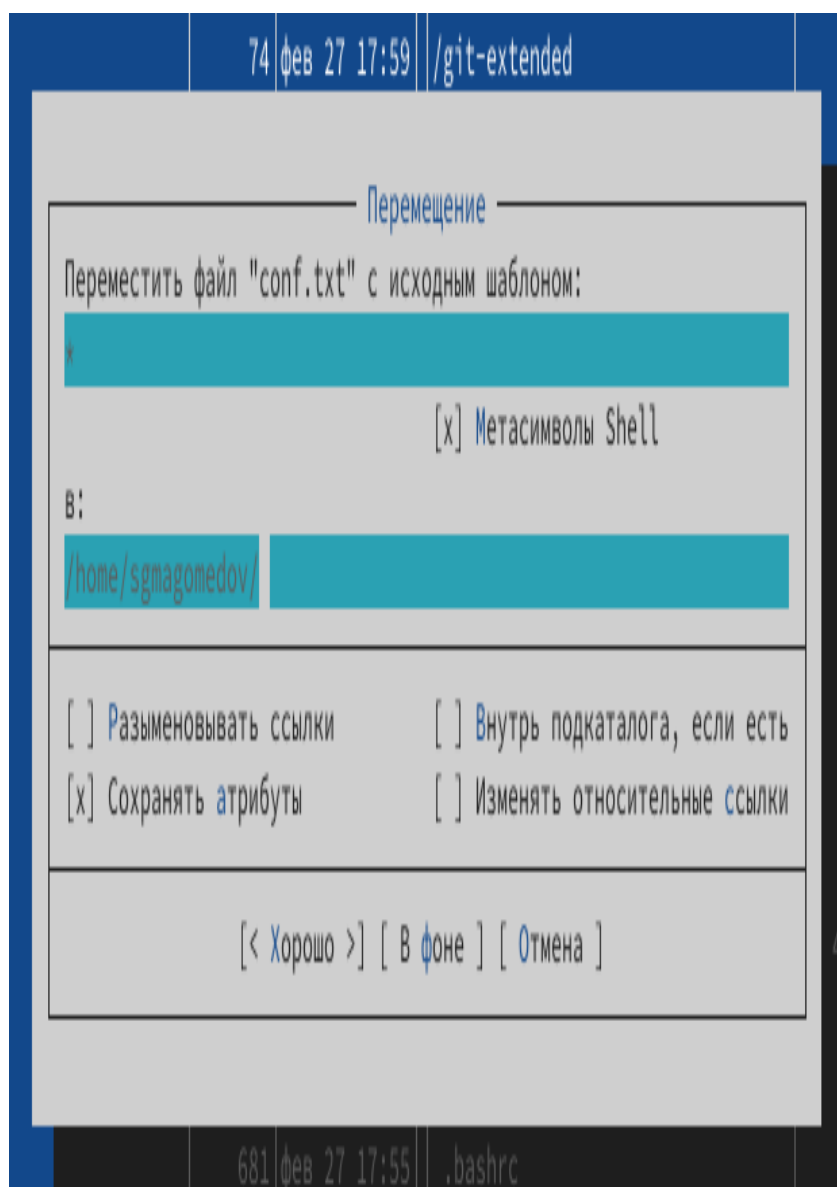 74 фев 27 17:59 /git-extended
Перемещение
Переместить файл "conf.txt" с исходным шаблоном:
*
[x] Метасимволы Shell
в:
/home/sgmagomedov/
[ ] Разыменовывать ссылки [ ] Внутрь подкаталога, если есть
[x] Сохранять атрибуты [ ] Изменять относительные ссылки
[< Хорошо >] [ В фоне ] [ Отмена ]
681 фев 27 17:55 .bashrc